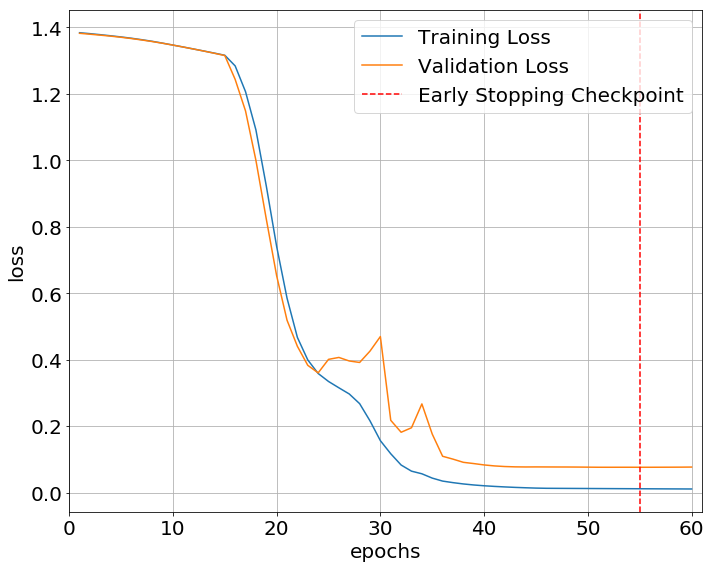 1.4
1.2
1.0
0.8
0.6
0.4
0.2
0.0
loss
Training Loss
Validation Loss
Early Stopping Checkpoint
0 10 20 30 40 50 60
epochs